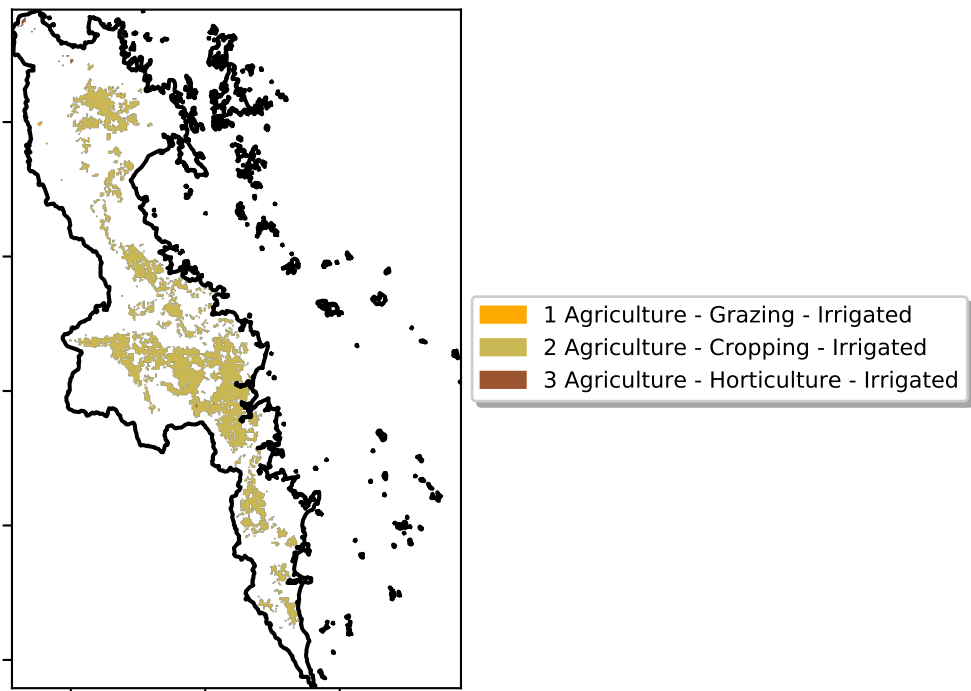 1 Agriculture - Grazing - Irrigated
2 Agriculture - Cropping - Irrigated
3 Agriculture - Horticulture - Irrigated